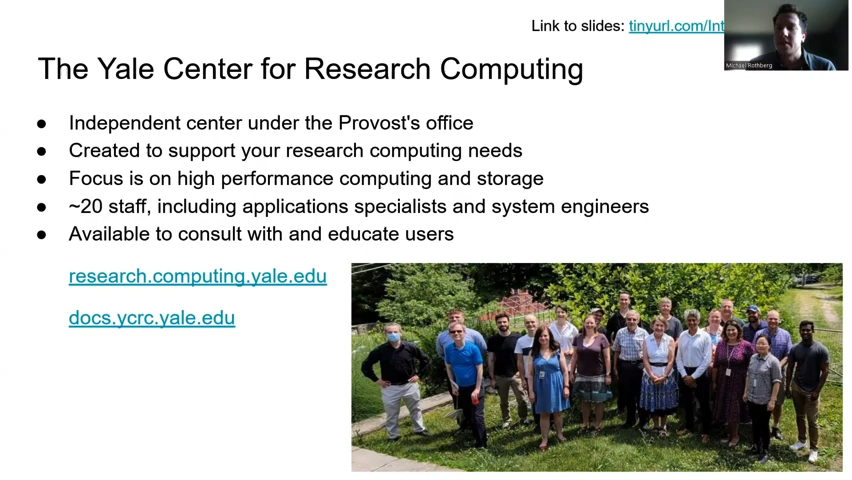 Link to slides: tinyurl.com/Int
Michael Rothberg
The Yale Center for Research Computing
● Independent center under the Provost's office
● Created to support your research computing needs
● Focus is on high performance computing and storage
● ~20 staff, including applications specialists and system engineers
● Available to consult with and educate users
research.computing.yale.edu
docs.ycrc.yale.edu